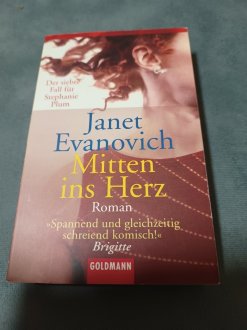 Der siebte
Fall für
Stephanie
Plum
Janet
Evanovich
Mitten
ins Herz
Roman
»Spannend und gleichzeitig
schreiend komisch!«
Brigitte
GOLDMANN